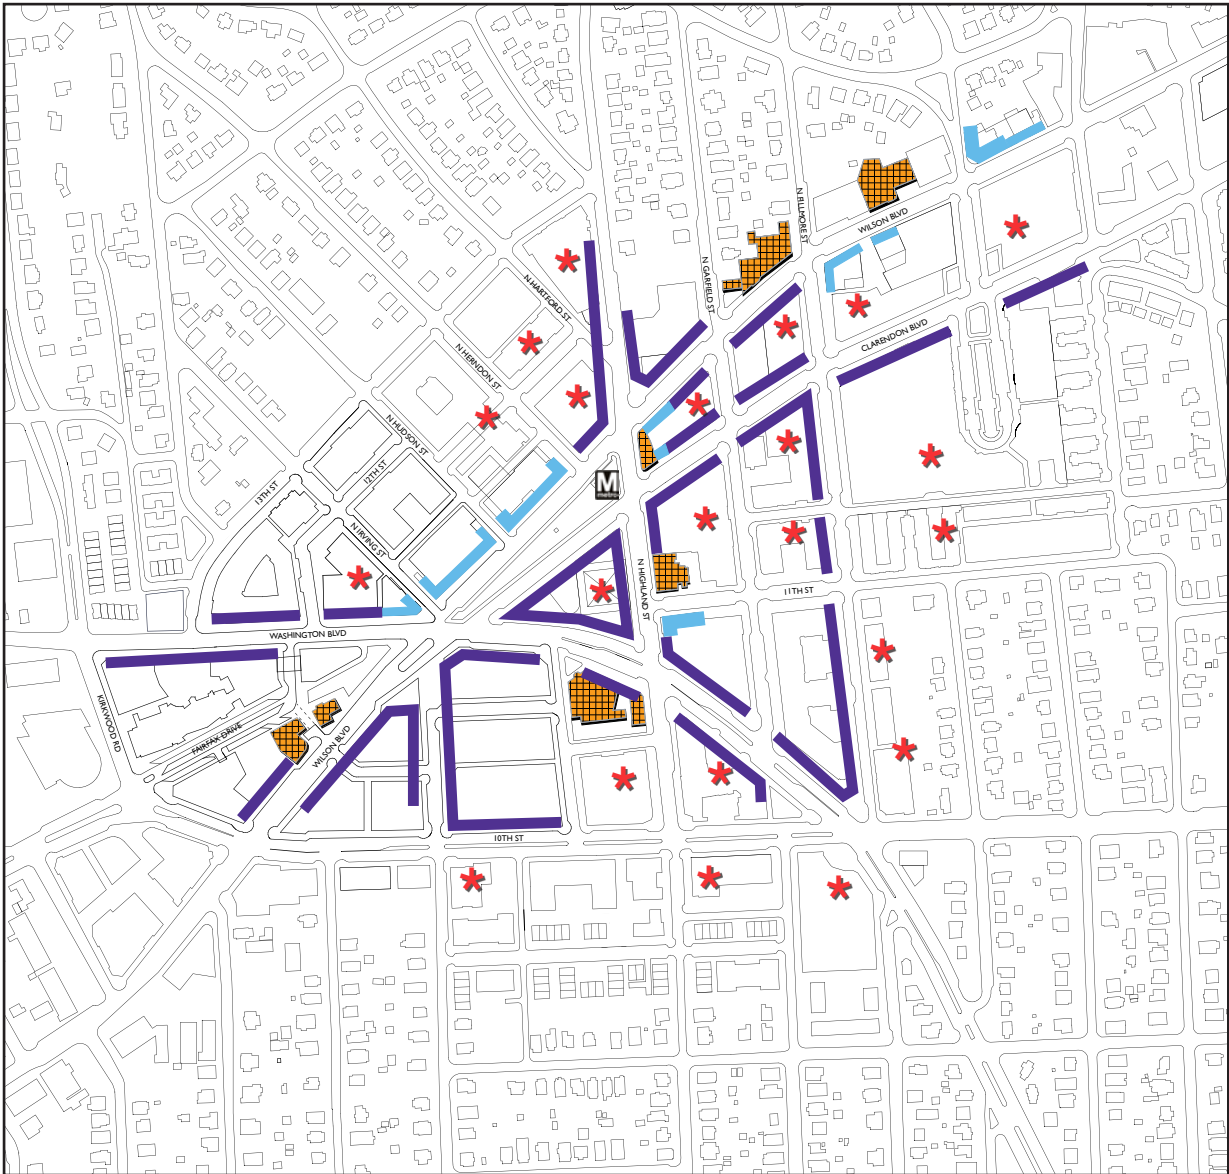 N FILLMORE ST
WILSON BLVD
N GARFIELD ST
N HARTFORD ST
CLARENDON BLVD
N HERNDON ST
N HUDSON ST
12TH ST
13TH ST
M
metro
N IRVING ST
N HIGHLAND ST
11TH ST
WASHINGTON BLVD
KIRKWOOD RD
FAIRFAX DRIVE
WILSON BLVD
10TH ST